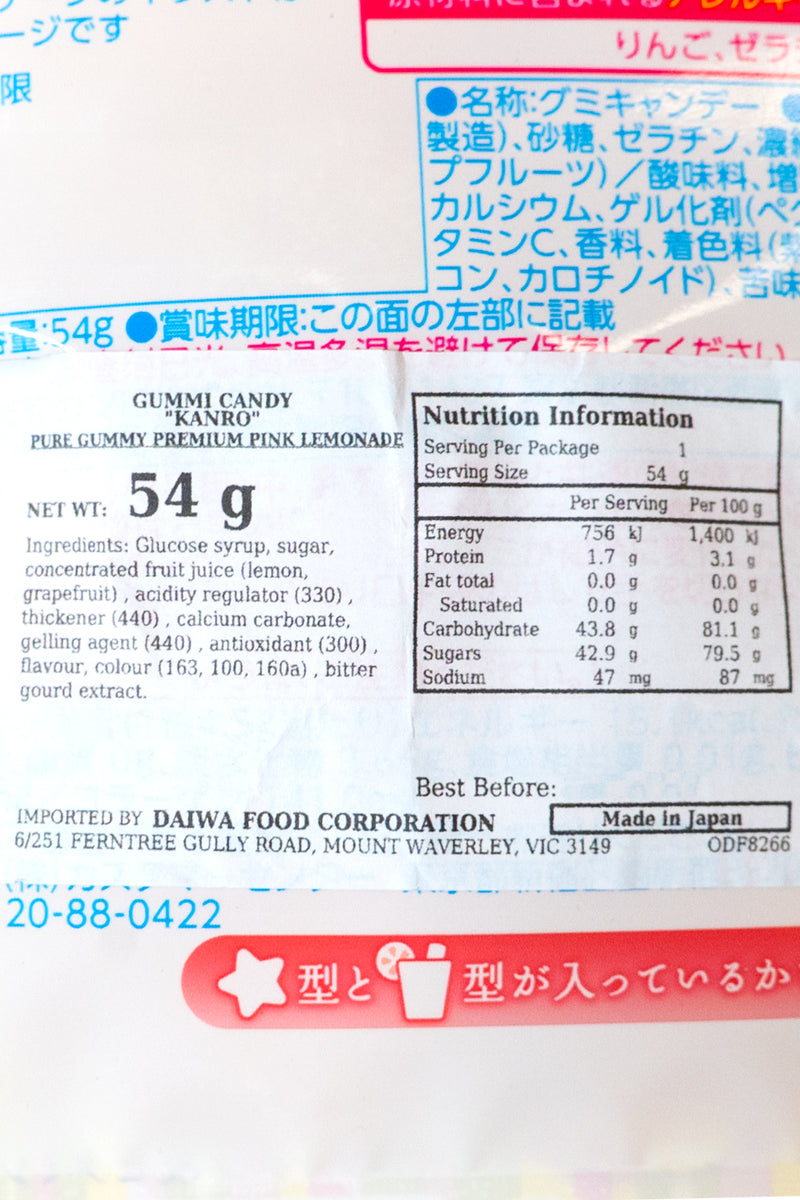 ージです
限
りんご、ゼラ
●名称:グミキャンデー
製造)、砂糖、ゼラチン、濃
プフルーツ)/酸味料、増
カルシウム、ゲル化剤(ペク
タミンC、香料、着色料(紫
コン、カロチノイド)、苦味
量:54g ●賞味期限:この面の左部に記載
GUMMI CANDY
"KANRO"
PURE GUMMY PREMIUM PINK LEMONADE
NET WT: 54 g
Ingredients: Glucose syrup, sugar,
concentrated fruit juice (lemon,
grapefruit) , acidity regulator (330) ,
thickener (440) , calcium carbonate,
gelling agent (440) , antioxidant (300) ,
flavour, colour (163, 100, 160a) , bitter
gourd extract.
Nutrition Information
Serving Per Package 1
Serving Size 54 g
Per Serving Per 100 g
Energy 756 kJ 1,400 kJ
Protein 1.7 g 3.1 g
Fat total 0.0 g 0.0 g
Saturated 0.0 g 0.0 g
Carbohydrate 43.8 g 81.1 g
Sugars 42.9 g 79.5 g
Sodium 47 mg 87 mg
Best Before:
IMPORTED BY DAIWA FOOD CORPORATION
Made in Japan
6/251 FERNTREE GULLY ROAD, MOUNT WAVERLEY, VIC 3149
ODF8266
20-88-0422
型と型が入っているか